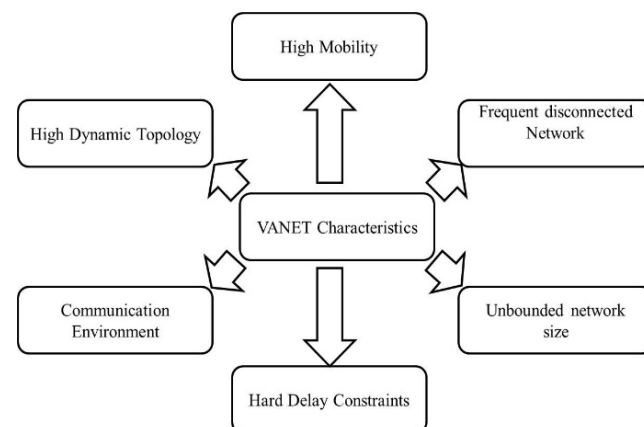 High Mobility
High Dynamic Topology
Frequent disconnected
Network
VANET Characteristics
Communication
Environment
Unbounded network
size
Hard Delay Constraints